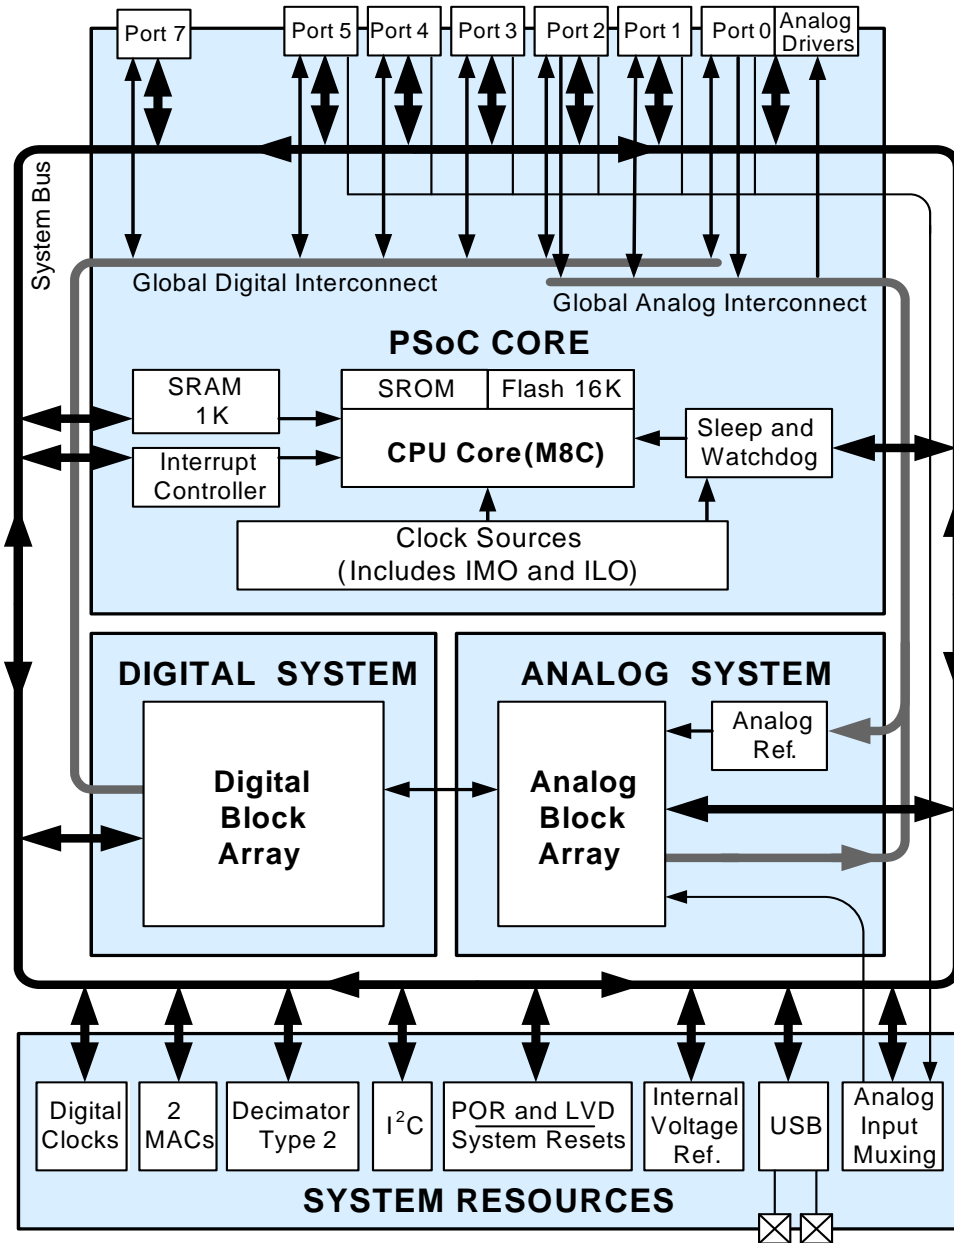 Port 7
Port 5
Port 4
Port 3
Port 2
Port 1
Port 0
Analog
Drivers
System Bus
Global Digital Interconnect
Global Analog Interconnect
PSoC CORE
SRAM
1K
SROM
Flash 16K
CPU Core(M8C)
Interrupt
Controller
Sleep and
Watchdog
Clock Sources
(Includes IMO and ILO)
DIGITAL SYSTEM
ANALOG SYSTEM
Digital
Block
Array
Analog
Block
Array
Analog
Ref.
Digital
Clocks
2
MACs
Decimator
Type 2
I²C
POR and LVD
System Resets
Internal
Voltage
Ref.
USB
Analog
Input
Muxing
SYSTEM RESOURCES